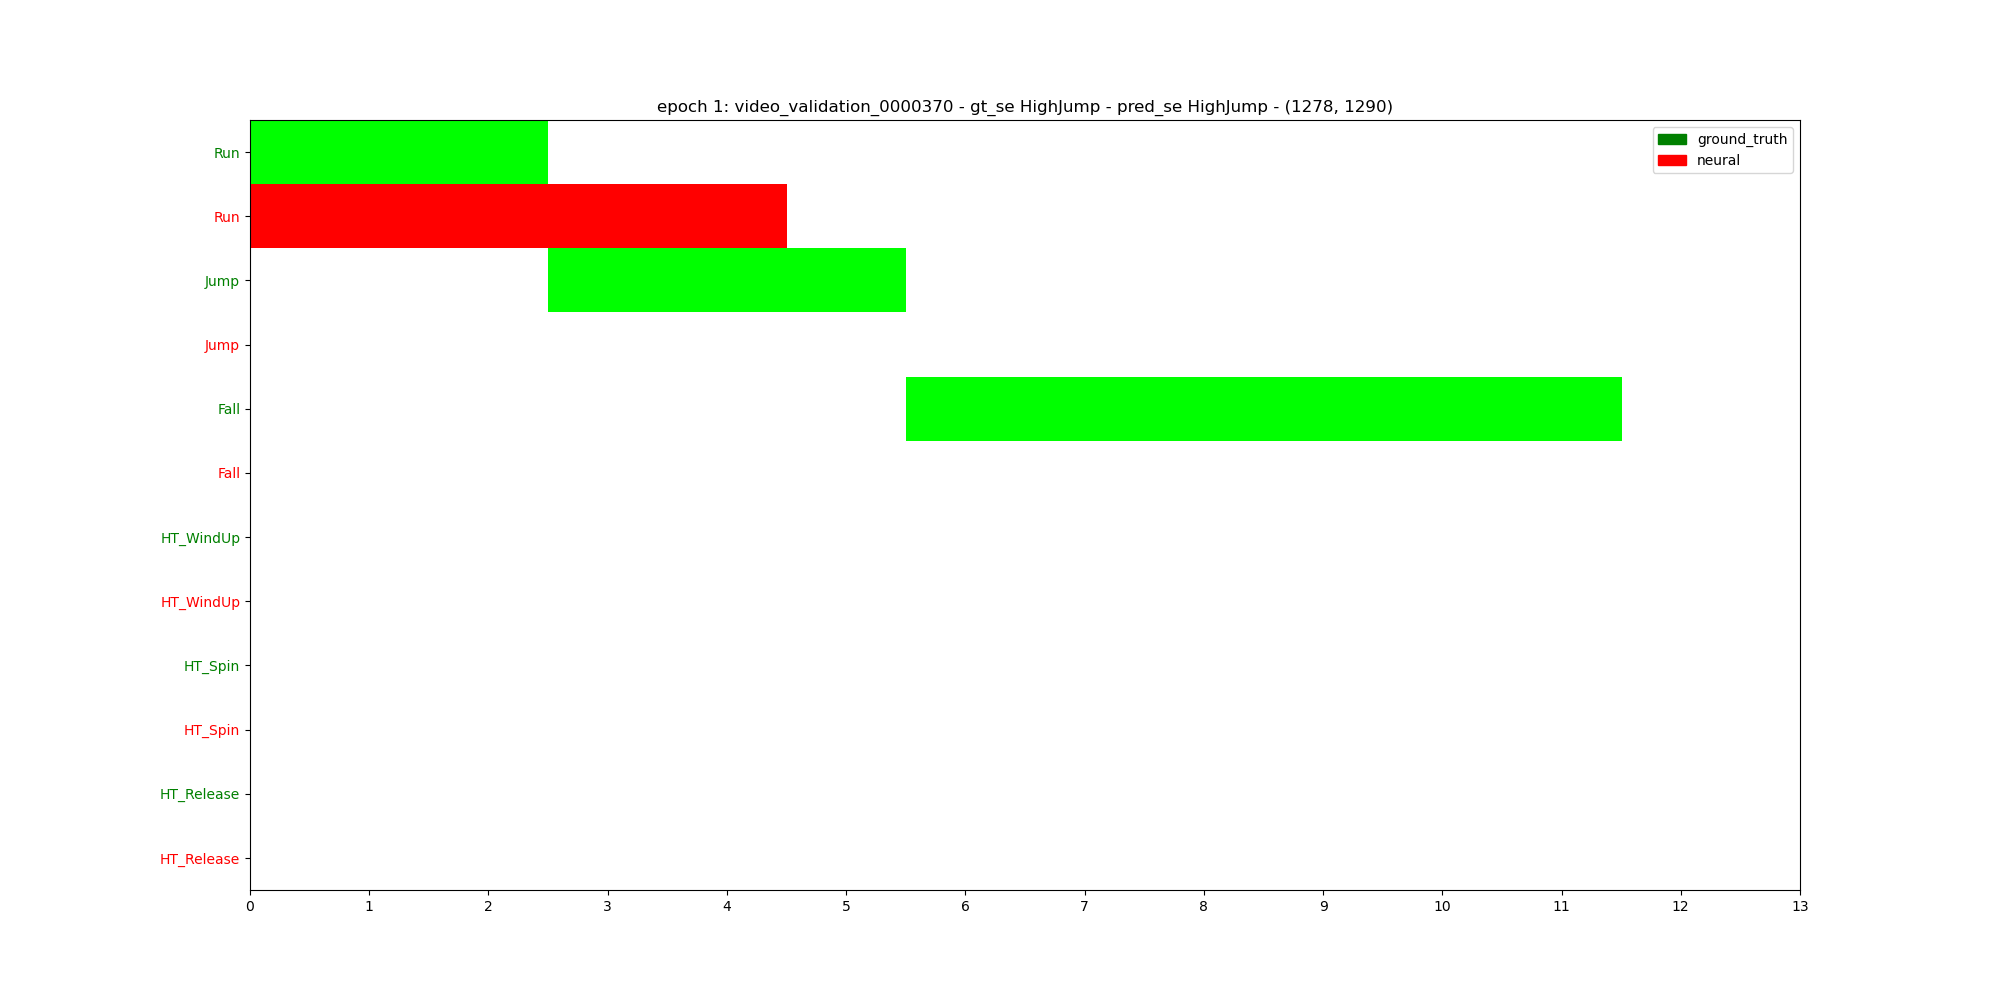 epoch 1: video_validation_0000370 - gt_se HighJump - pred_se HighJump - (1278, 1290)
ground_truth
neural
Run
Run
Jump
Jump
Fall
Fall
HT_WindUp
HT_WindUp
HT_Spin
HT_Spin
HT_Release
HT_Release
0 1 2 3 4 5 6 7 8 9 10 11 12 13